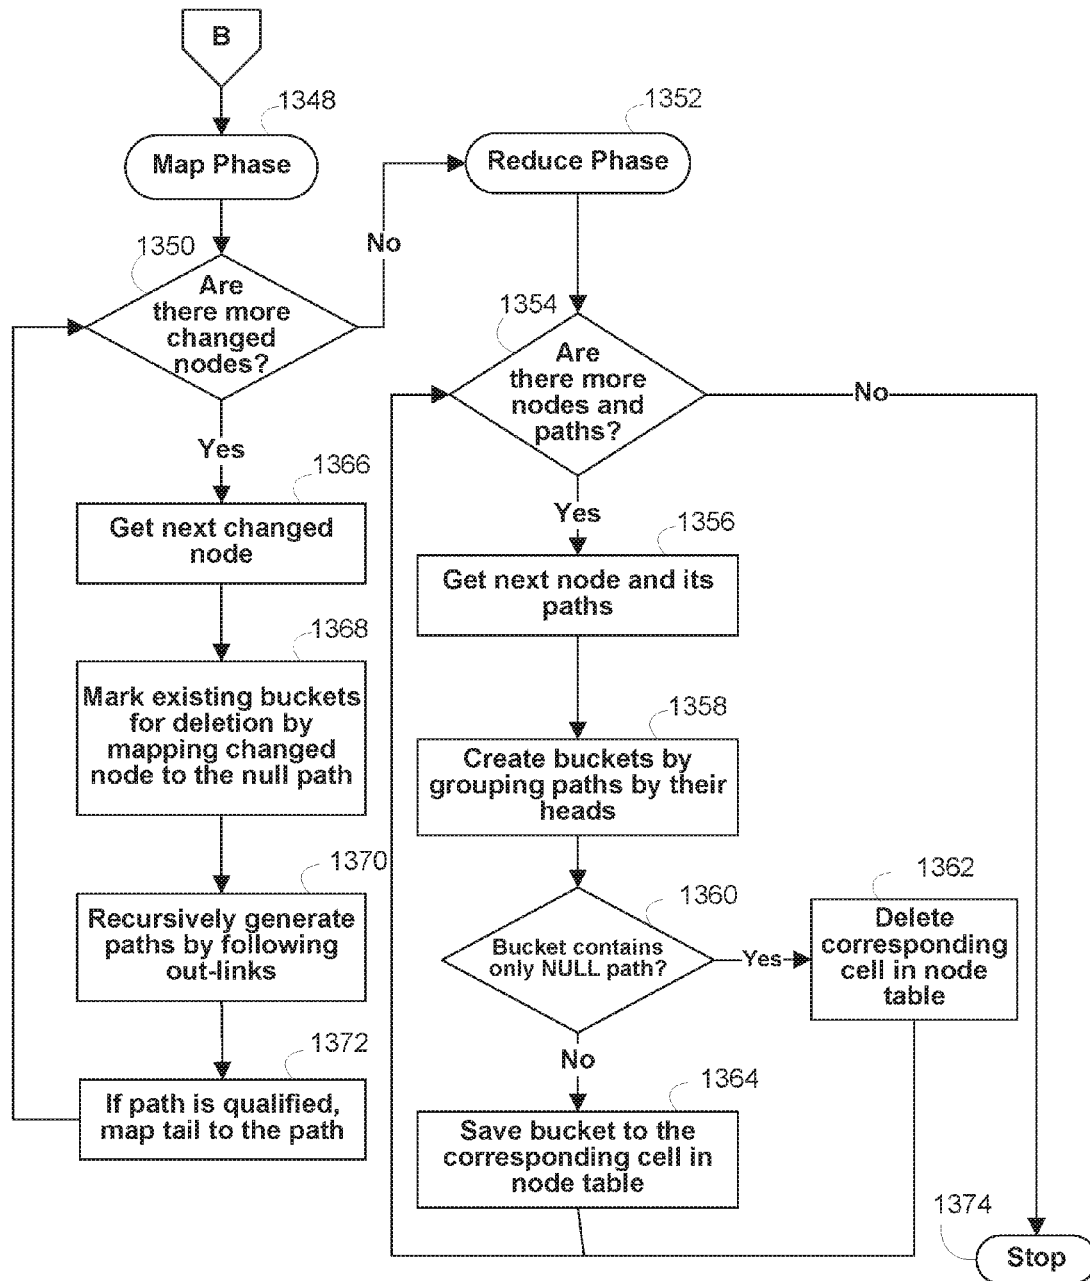 B
1348
Map Phase
1350
Are
there more
changed
nodes?
No
Yes
1366
Get next changed
node
1368
Mark existing buckets
for deletion by
mapping changed
node to the null path
1370
Recursively generate
paths by following
out-links
1372
If path is qualified,
map tail to the path
1352
Reduce Phase
1354
Are
there more
nodes and
paths?
No
Yes
1356
Get next node and its
paths
1358
Create buckets by
grouping paths by their
heads
1360
Bucket contains
only NULL path?
Yes
1362
Delete
corresponding
cell in node
table
No
1364
Save bucket to the
corresponding cell in
node table
1374
Stop